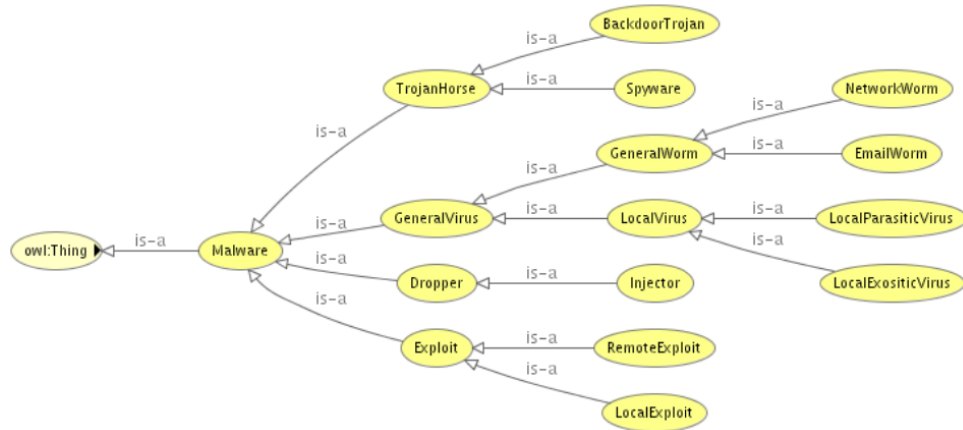 BackdoorTrojan
is-a
TrojanHorse
is-a
Spyware
NetworkWorm
is-a
is-a
GeneralWorm
is-a
EmailWorm
is-a
GeneralVirus
is-a
LocalVirus
is-a
LocalParasiticVirus
is-a
owl:Thing
is-a
Malware
is-a
is-a
Dropper
is-a
Injector
LocalExositicVirus
is-a
Exploit
is-a
RemoteExploit
is-a
LocalExploit